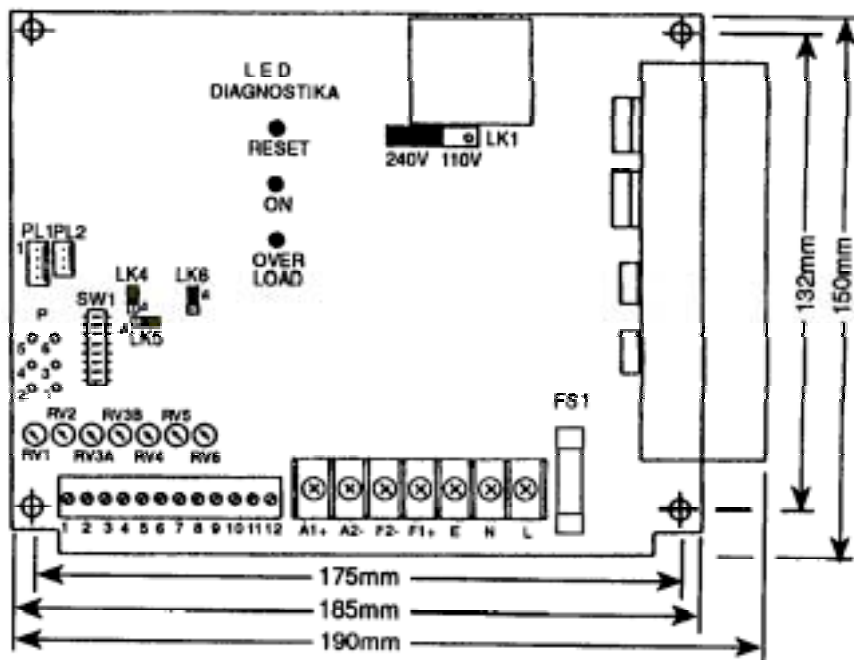 LED
DIAGNOSTIKA
RESET
ON
OVER
LOAD
240V 110V
LK1
PL1 PL2
1
LK4
LK6
A
A
A
SW1
LK5
P
5 6
4 3
2 1
RV2 RV3B RV5
RV1 RV3A RV4 RV6
FS1
1 2 3 4 5 6 7 8 9 10 11 12
A1+ A2- F2- F1+ E N L
132mm
150mm
175mm
185mm
190mm